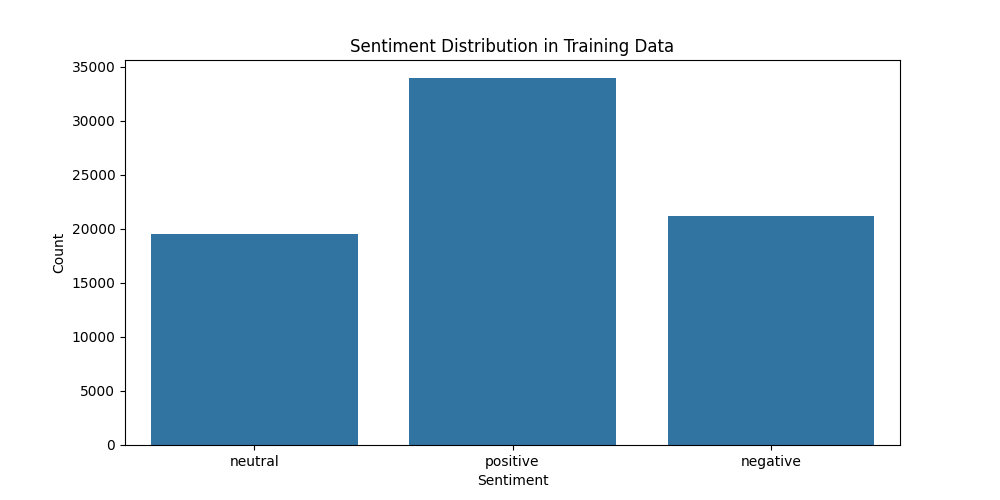 Sentiment Distribution in Training Data
35000
30000
25000
20000
15000
10000
5000
0
Count
neutral positive negative
Sentiment